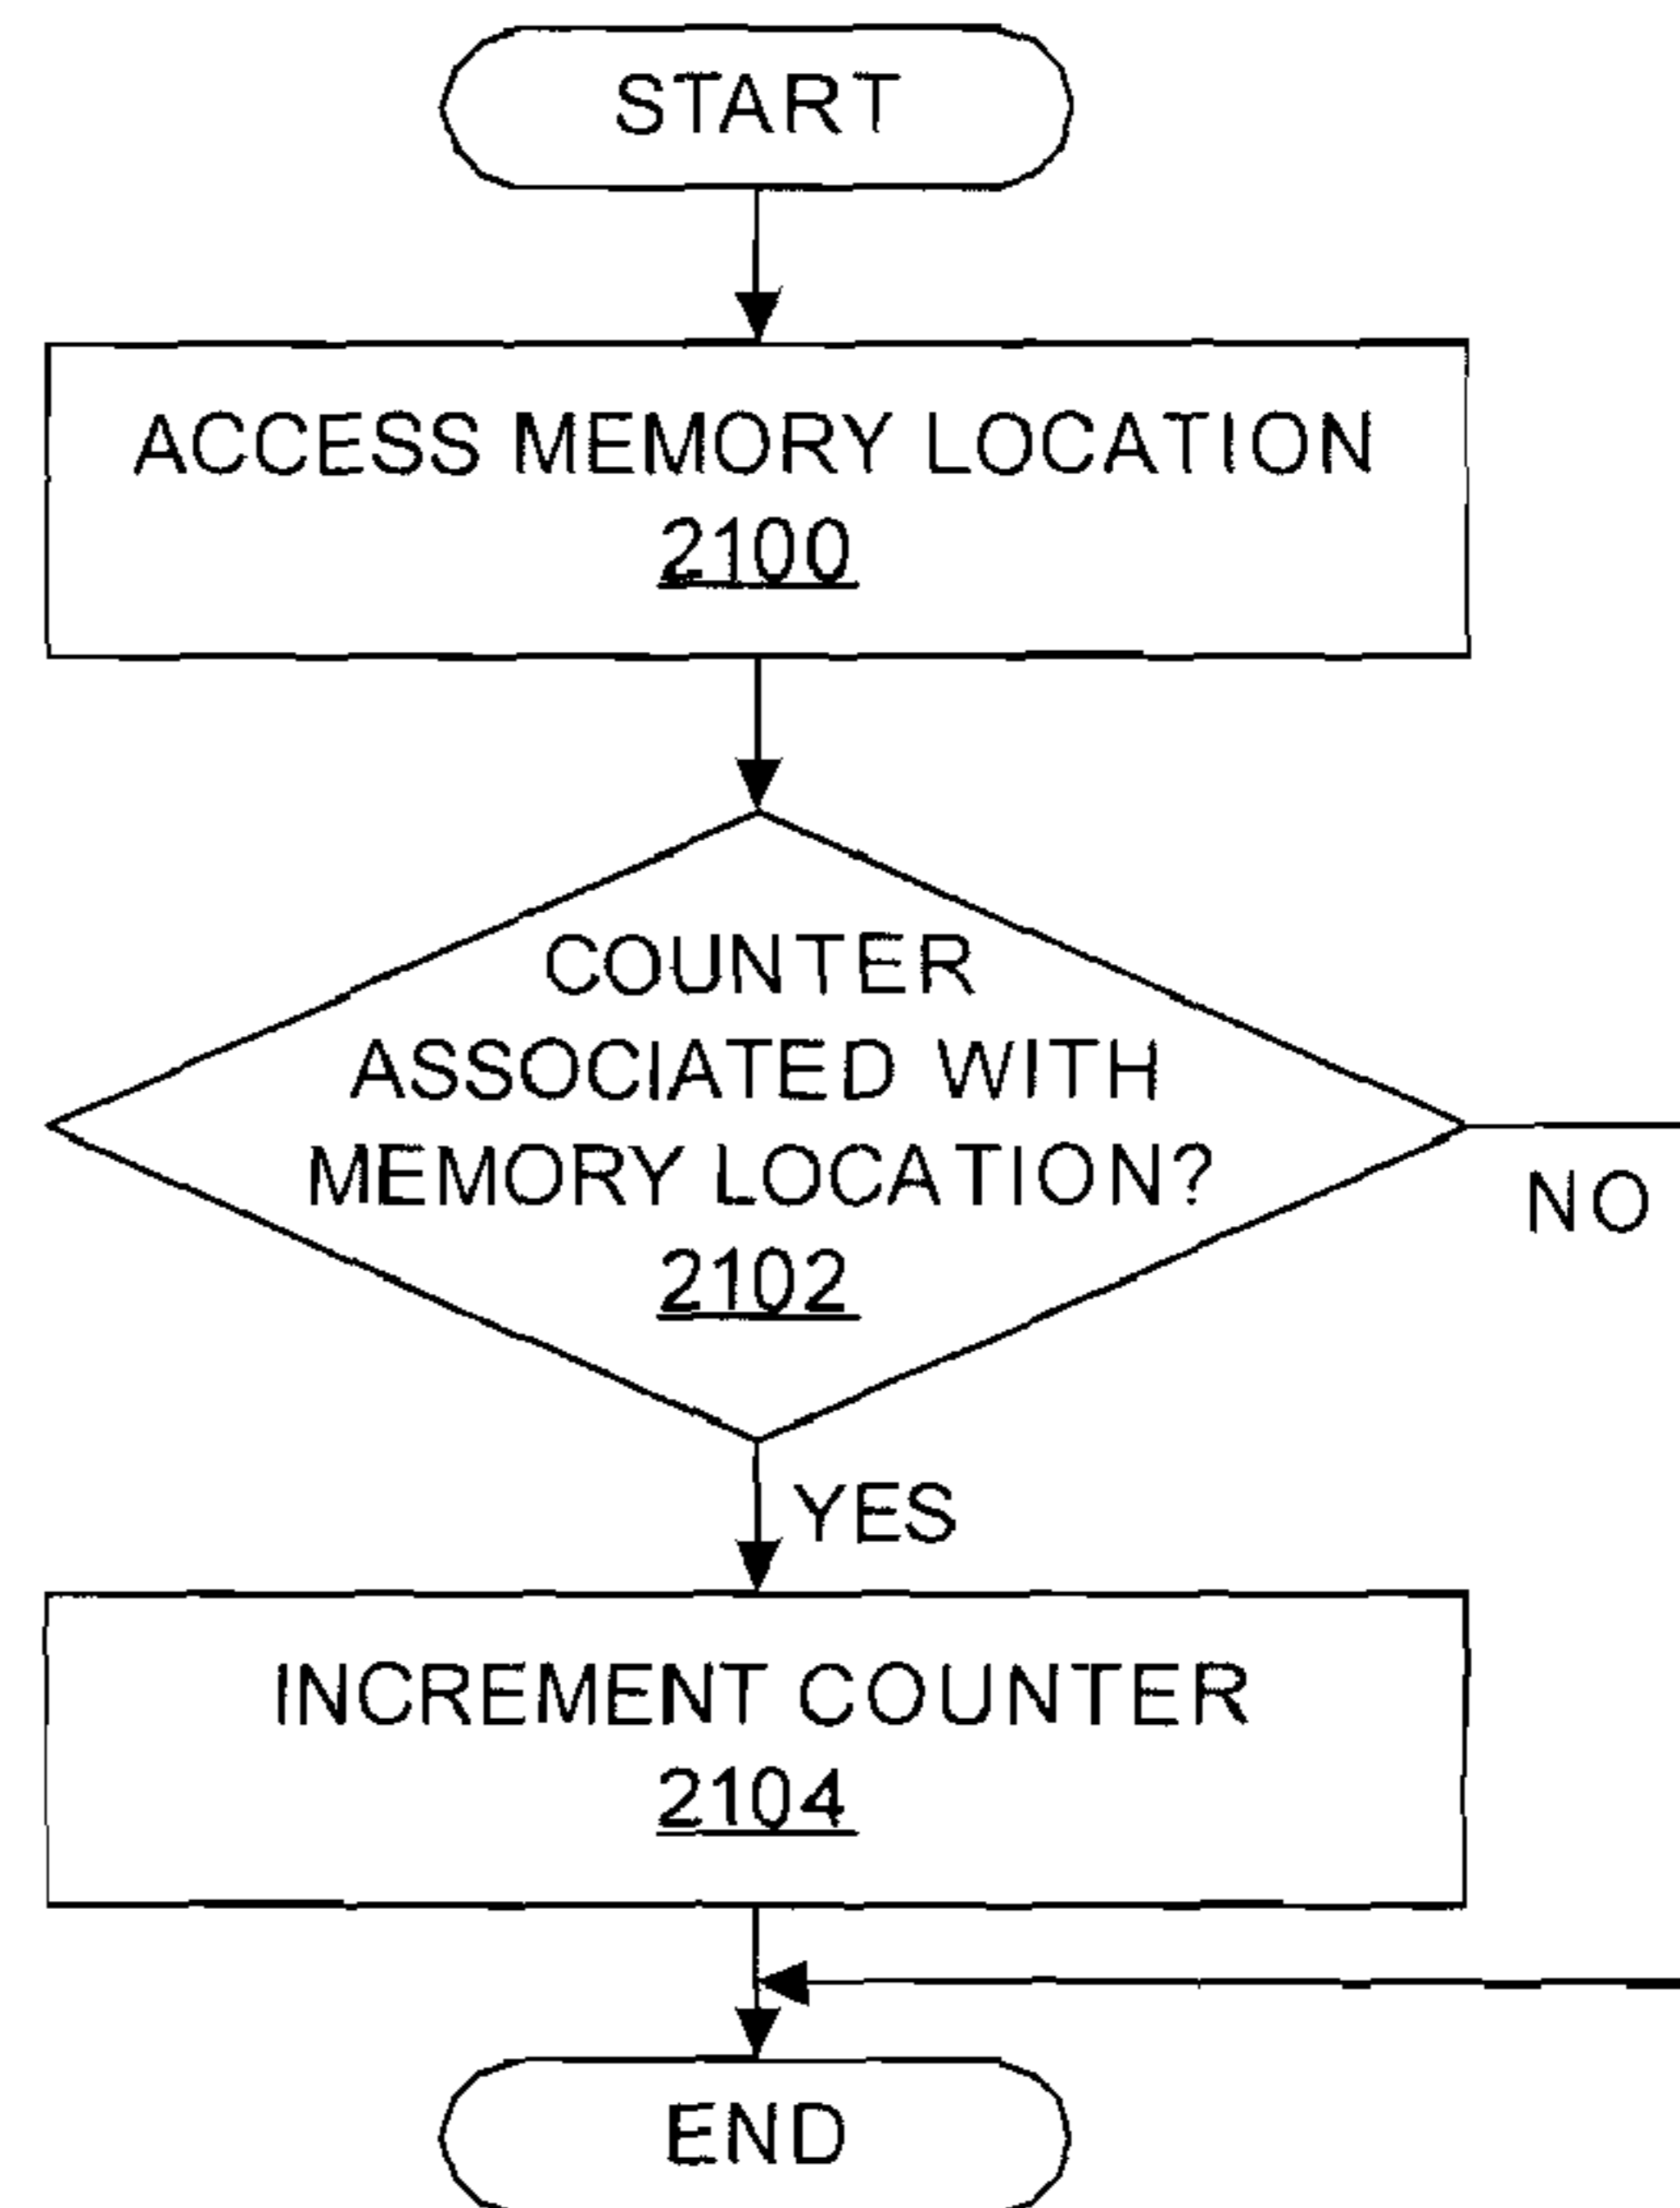 START
ACCESS MEMORY LOCATION
2100
COUNTER
ASSOCIATED WITH
MEMORY LOCATION?
2102
NO
YES
INCREMENT COUNTER
2104
END